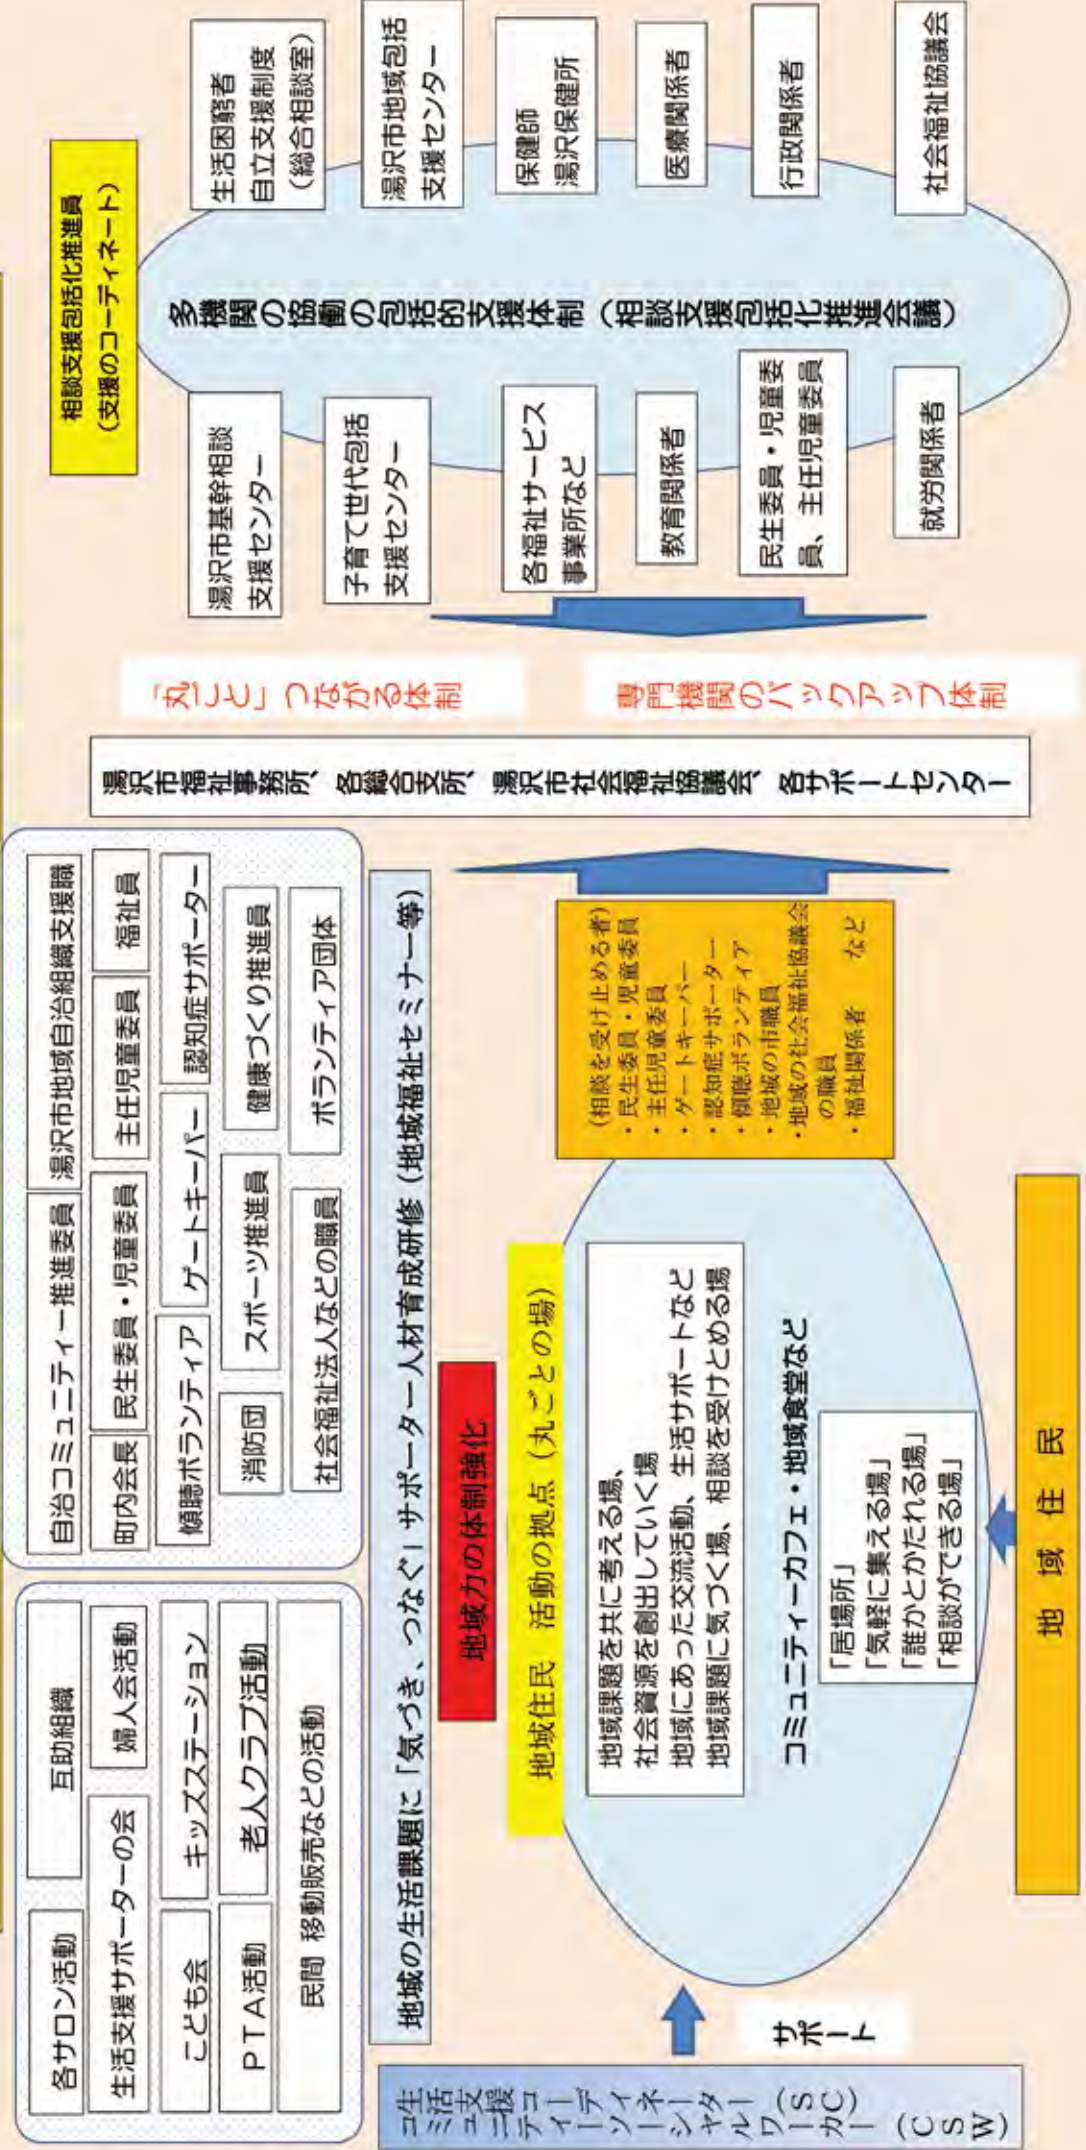 各サロン活動
互助組織
生活支援サポーターの会
婦人会活動
こども会
キッズステーション
PTA活動
老人クラブ活動
民間 移動販売などの活動
自治コミュニティー推進委員
湯沢市地域自治組織支援職
町内会長
民生委員・児童委員
主任児童委員
福祉員
傾聴ボランティア
ゲートキーパー
認知症サポーター
消防団
スポーツ推進員
健康づくり推進員
社会福祉法人などの職員
ボランティア団体
地域の生活課題に「気づき、つなぐ」サポーター人材育成研修(地域福祉セミナー等)
地域力の体制強化
生活支援コーディネーター(SC)
コミュニティーソーシャルワーカー(CSW)
サポート
地域住民 活動の拠点(丸ごとの場)
地域課題を共に考える場、
社会資源を創出していく場
地域にあった交流活動、生活サポートなど
地域課題に気づく場、相談を受けとめる場
コミュニティーカフェ・地域食堂など
「居場所」
「気軽に集える場」
「誰かとかたれる場」
「相談ができる場」
地域住民
(相談を受け止める者)
・民生委員・児童委員
・主任児童委員
・ゲートキーパー
・認知症サポーター
・傾聴ボランティア
・地域の市職員
・地域の社会福祉協議会
の職員
・福祉関係者 など
湯沢市福祉事務所、各総合支所、湯沢市社会福祉協議会、各サポートセンター
「丸ごと」つながる体制
専門機関のバックアップ体制
相談支援包括化推進員
(支援のコーディネート)
多機関の協働の包括的支援体制(相談支援包括化推進会議)
湯沢市基幹相談
支援センター
子育て世代包括
支援センター
各福祉サービス
事業所など
教育関係者
民生委員・児童委
員、主任児童委員
就労関係者
生活困窮者
自立支援制度
(総合相談室)
湯沢市地域包括
支援センター
保健師
湯沢保健所
医療関係者
行政関係者
社会福祉協議会